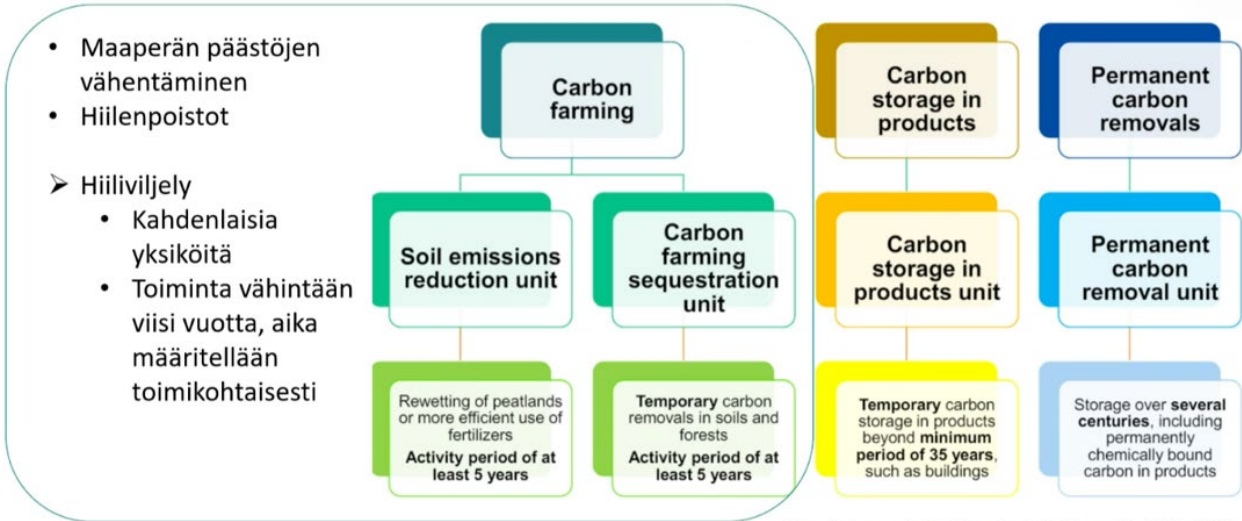 • Maaperän päästöjen
vähentäminen
• Hiilenpoistot
➢ Hiiliviljely
• Kahdenlaisia
yksiköitä
• Toiminta vähintään
viisi vuotta, aika
määritellään
toimikohtaisesti
Carbon
farming
Soil emissions
reduction unit
Carbon
farming
sequestration
unit
Rewetting of peatlands
or more efficient use of
fertilizers
Activity period of at
least 5 years
Temporary carbon
removals in soils and
forests
Activity period of at
least 5 years
Carbon
storage in
products
Carbon
storage in
products unit
Temporary carbon
storage in products
beyond minimum
period of 35 years,
such as buildings
Permanent
carbon
removals
Permanent
carbon
removal unit
Storage over several
centuries, including
permanently
chemically bound
carbon in products